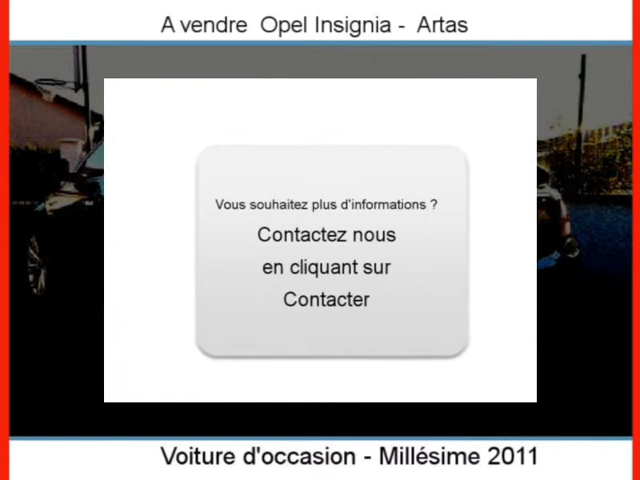 A vendre Opel Insignia - Artas
Vous souhaitez plus d'informations ?
Contactez nous
en cliquant sur
Contacter
Voiture d'occasion - Millésime 2011